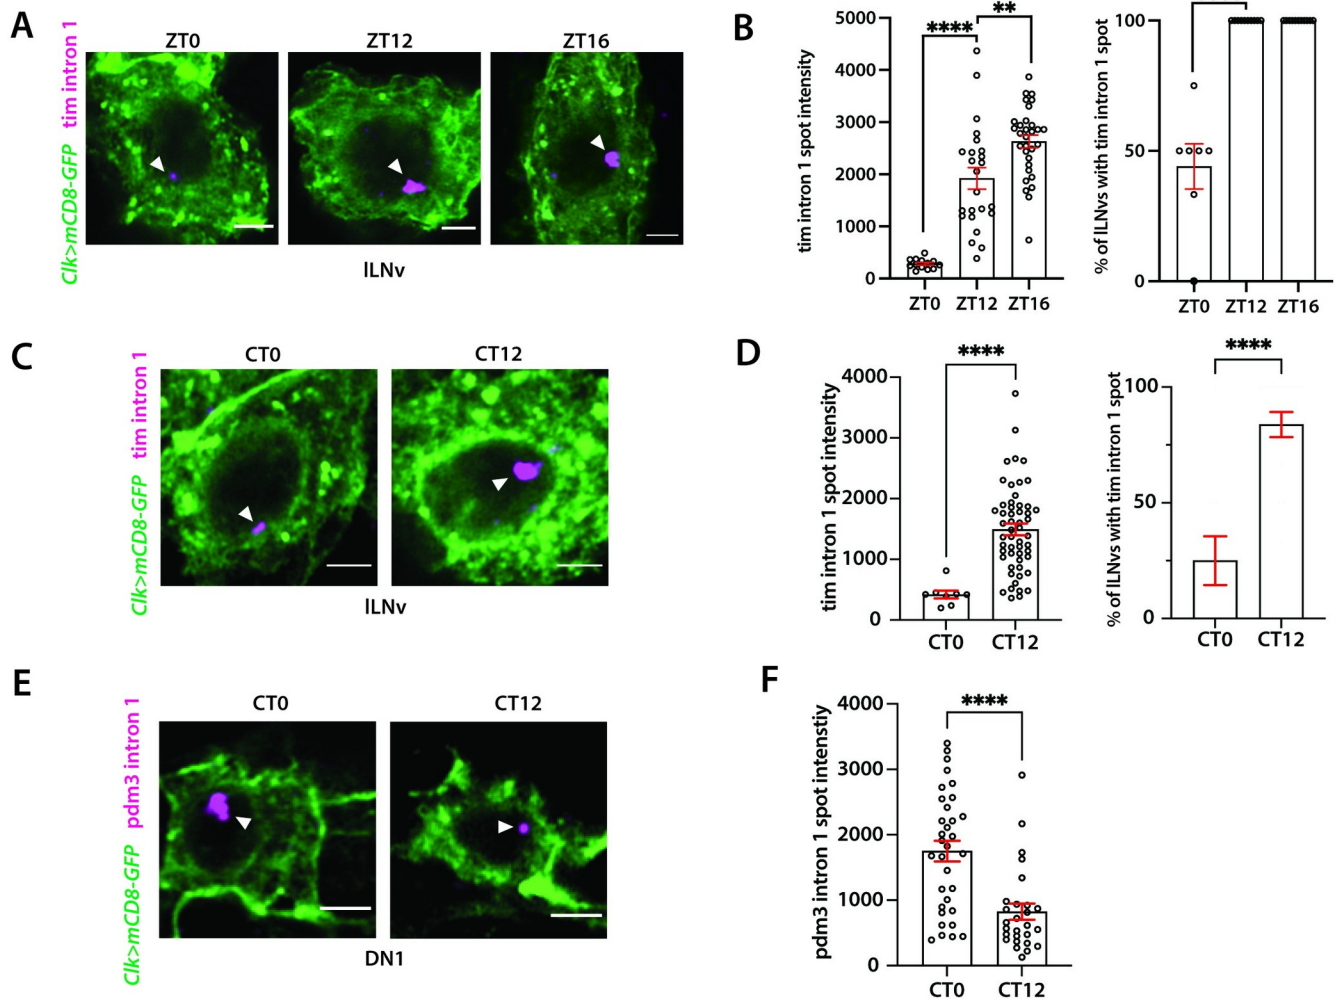 A
Clk>mCD8-GFP tim intron 1
ZT0
ZT12
ZT16
lLNv
B
tim intron 1 spot intensity
5000
4000
3000
2000
1000
0
****
**
ZT0
ZT12
ZT16
% of lLNvs with tim intron 1 spot
100
50
0
ZT0
ZT12
ZT16
C
Clk>mCD8-GFP tim intron 1
CT0
CT12
lLNv
D
tim intron 1 spot intensity
4000
3000
2000
1000
0
****
CT0
CT12
% of lLNvs with tim intron 1 spot
100
50
0
****
CT0
CT12
E
Clk>mCD8-GFP pdm3 intron 1
CT0
CT12
DN1
F
pdm3 intron 1 spot intenstiy
4000
3000
2000
1000
0
****
CT0
CT12